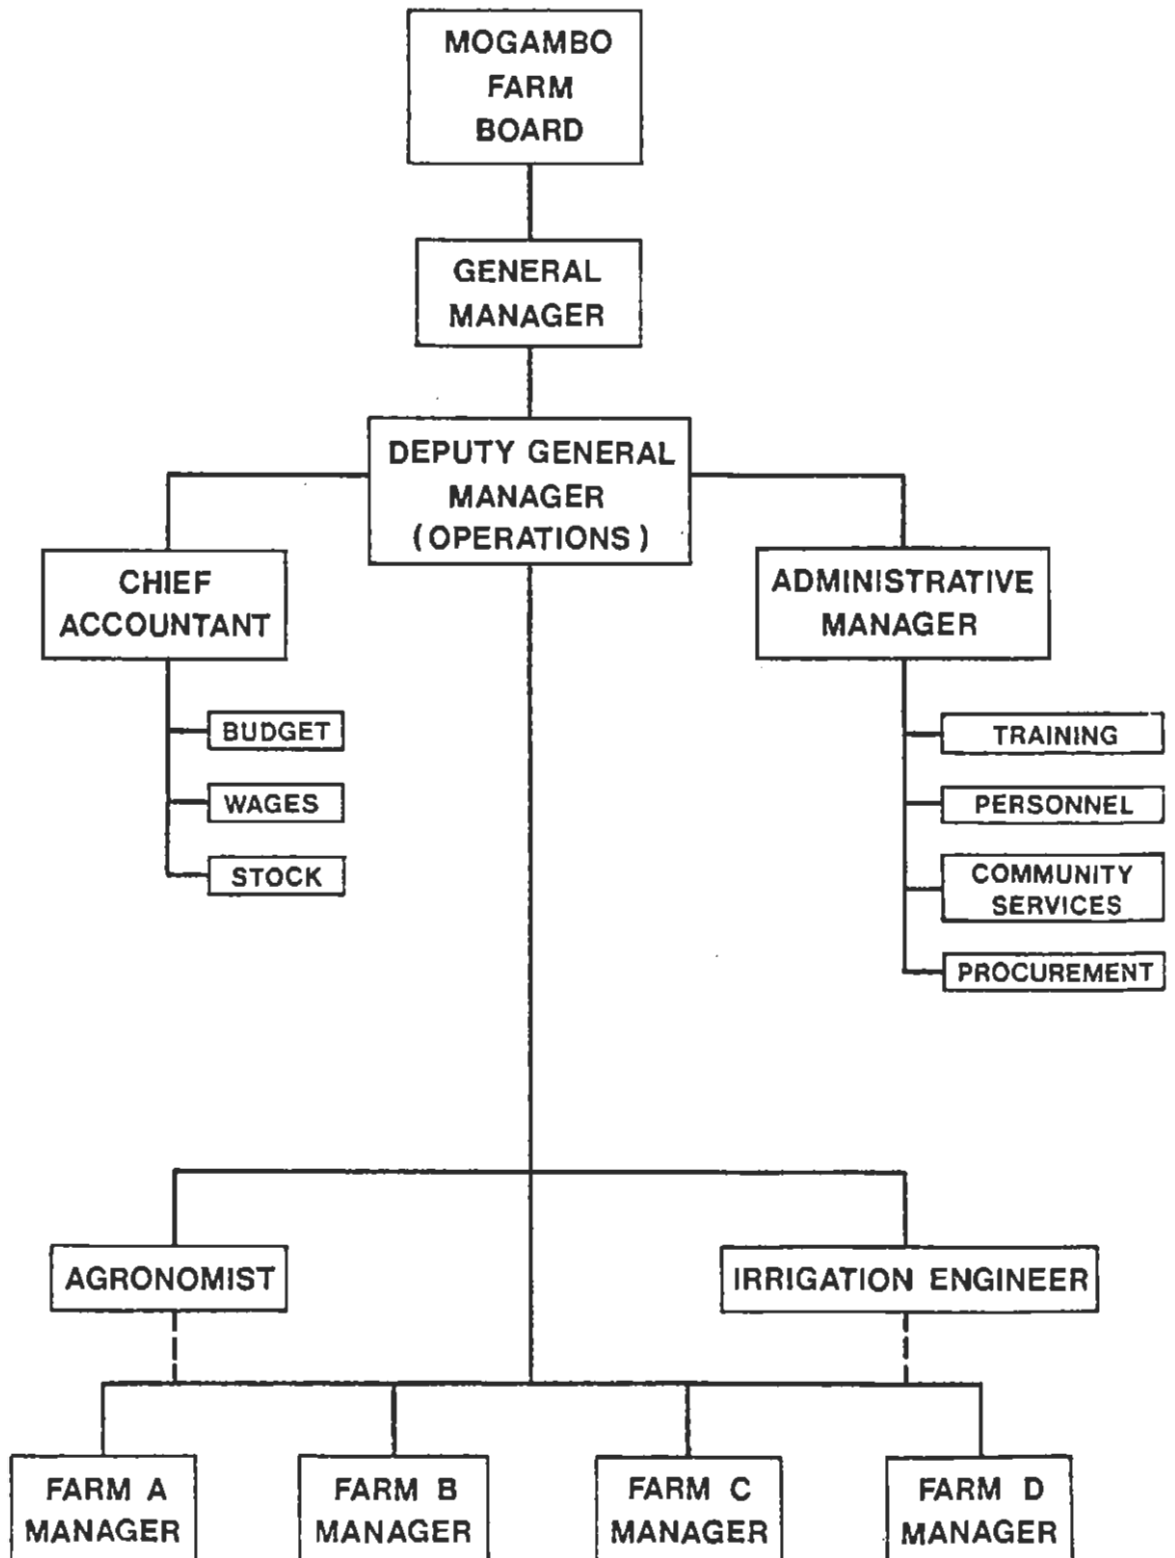 MOGAMBO
FARM
BOARD
GENERAL
MANAGER
DEPUTY GENERAL
MANAGER
(OPERATIONS)
CHIEF
ACCOUNTANT
ADMINISTRATIVE
MANAGER
BUDGET
WAGES
STOCK
TRAINING
PERSONNEL
COMMUNITY
SERVICES
PROCUREMENT
AGRONOMIST
IRRIGATION ENGINEER
FARM A
MANAGER
FARM B
MANAGER
FARM C
MANAGER
FARM D
MANAGER